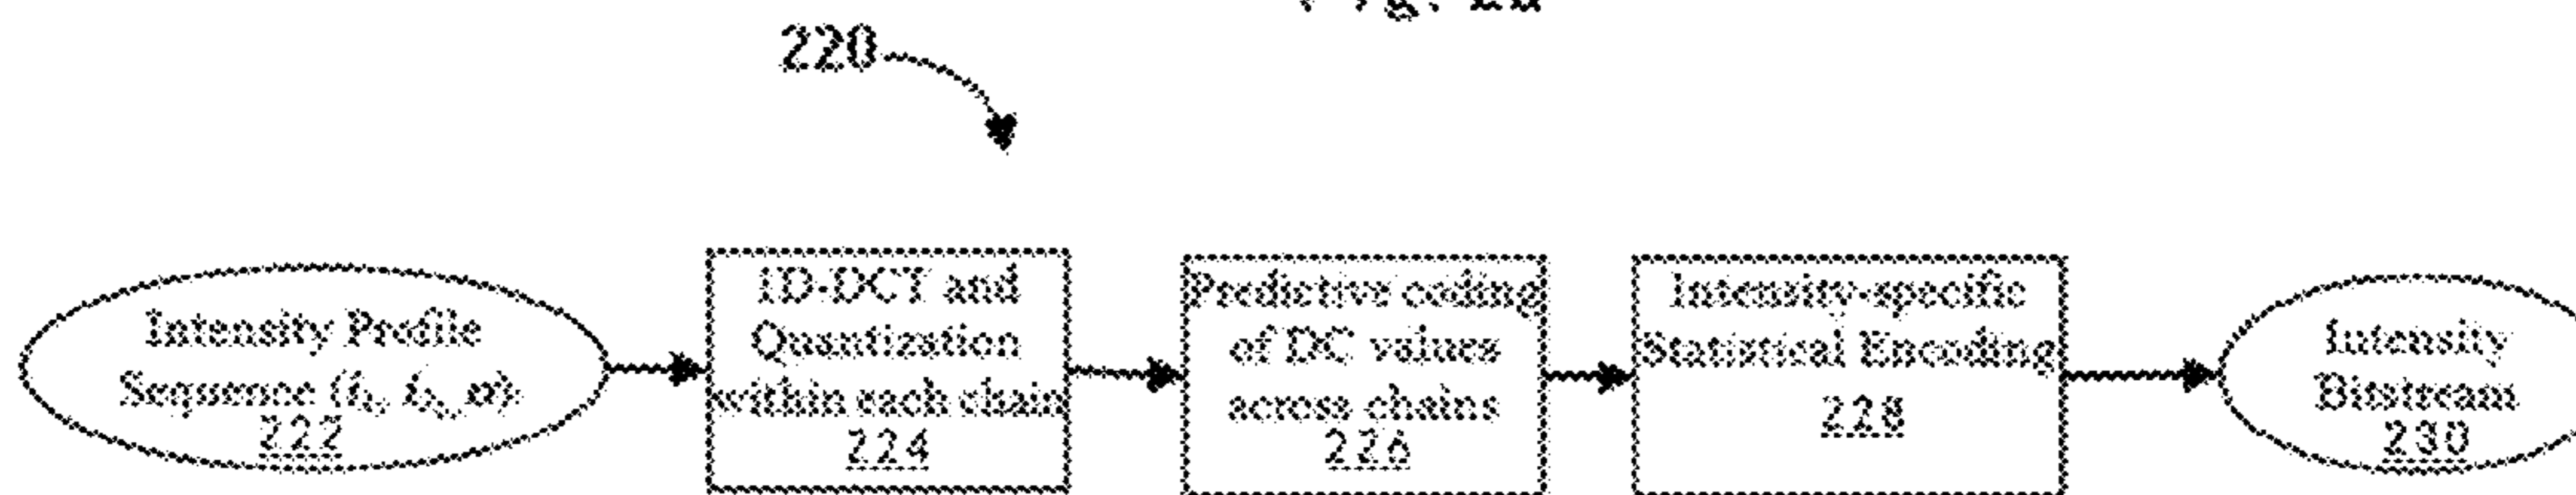 220
Intensity Profile
Sequence
222
1D-DCT and
Quantization
within each chain
224
Predictive coding
of DC values
across chains
226
Intensity-specific
Statistical Encoding
228
Intensity
Bitstream
230